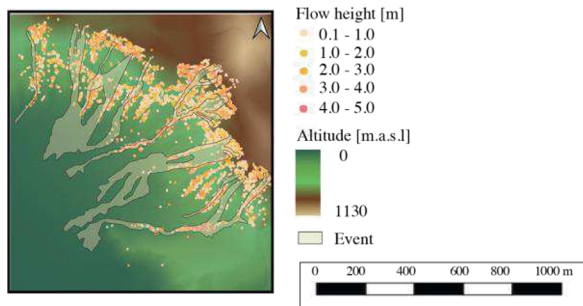 Flow height [m]
0.1 - 1.0
1.0 - 2.0
2.0 - 3.0
3.0 - 4.0
4.0 - 5.0
Altitude [m.a.s.l]
0
1130
Event
0 200 400 600 800 1000 m